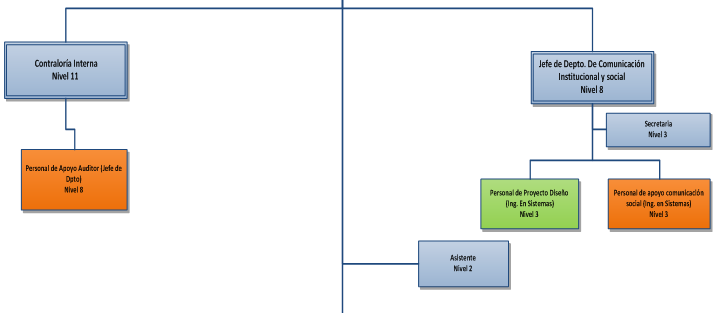 Contraloría Interna
Nivel 11
Jefe de Depto. De Comunicación
Institucional y social
Nivel 8
Secretaria
Nivel 3
Personal de Apoyo Auditor (Jefe de
Dpto)
Nivel 8
Personal de Proyecto Diseño
(Ing. En Sistemas)
Nivel 3
Personal de apoyo comunicación
social (Ing. en Sistemas)
Nivel 3
Asistente
Nivel 2